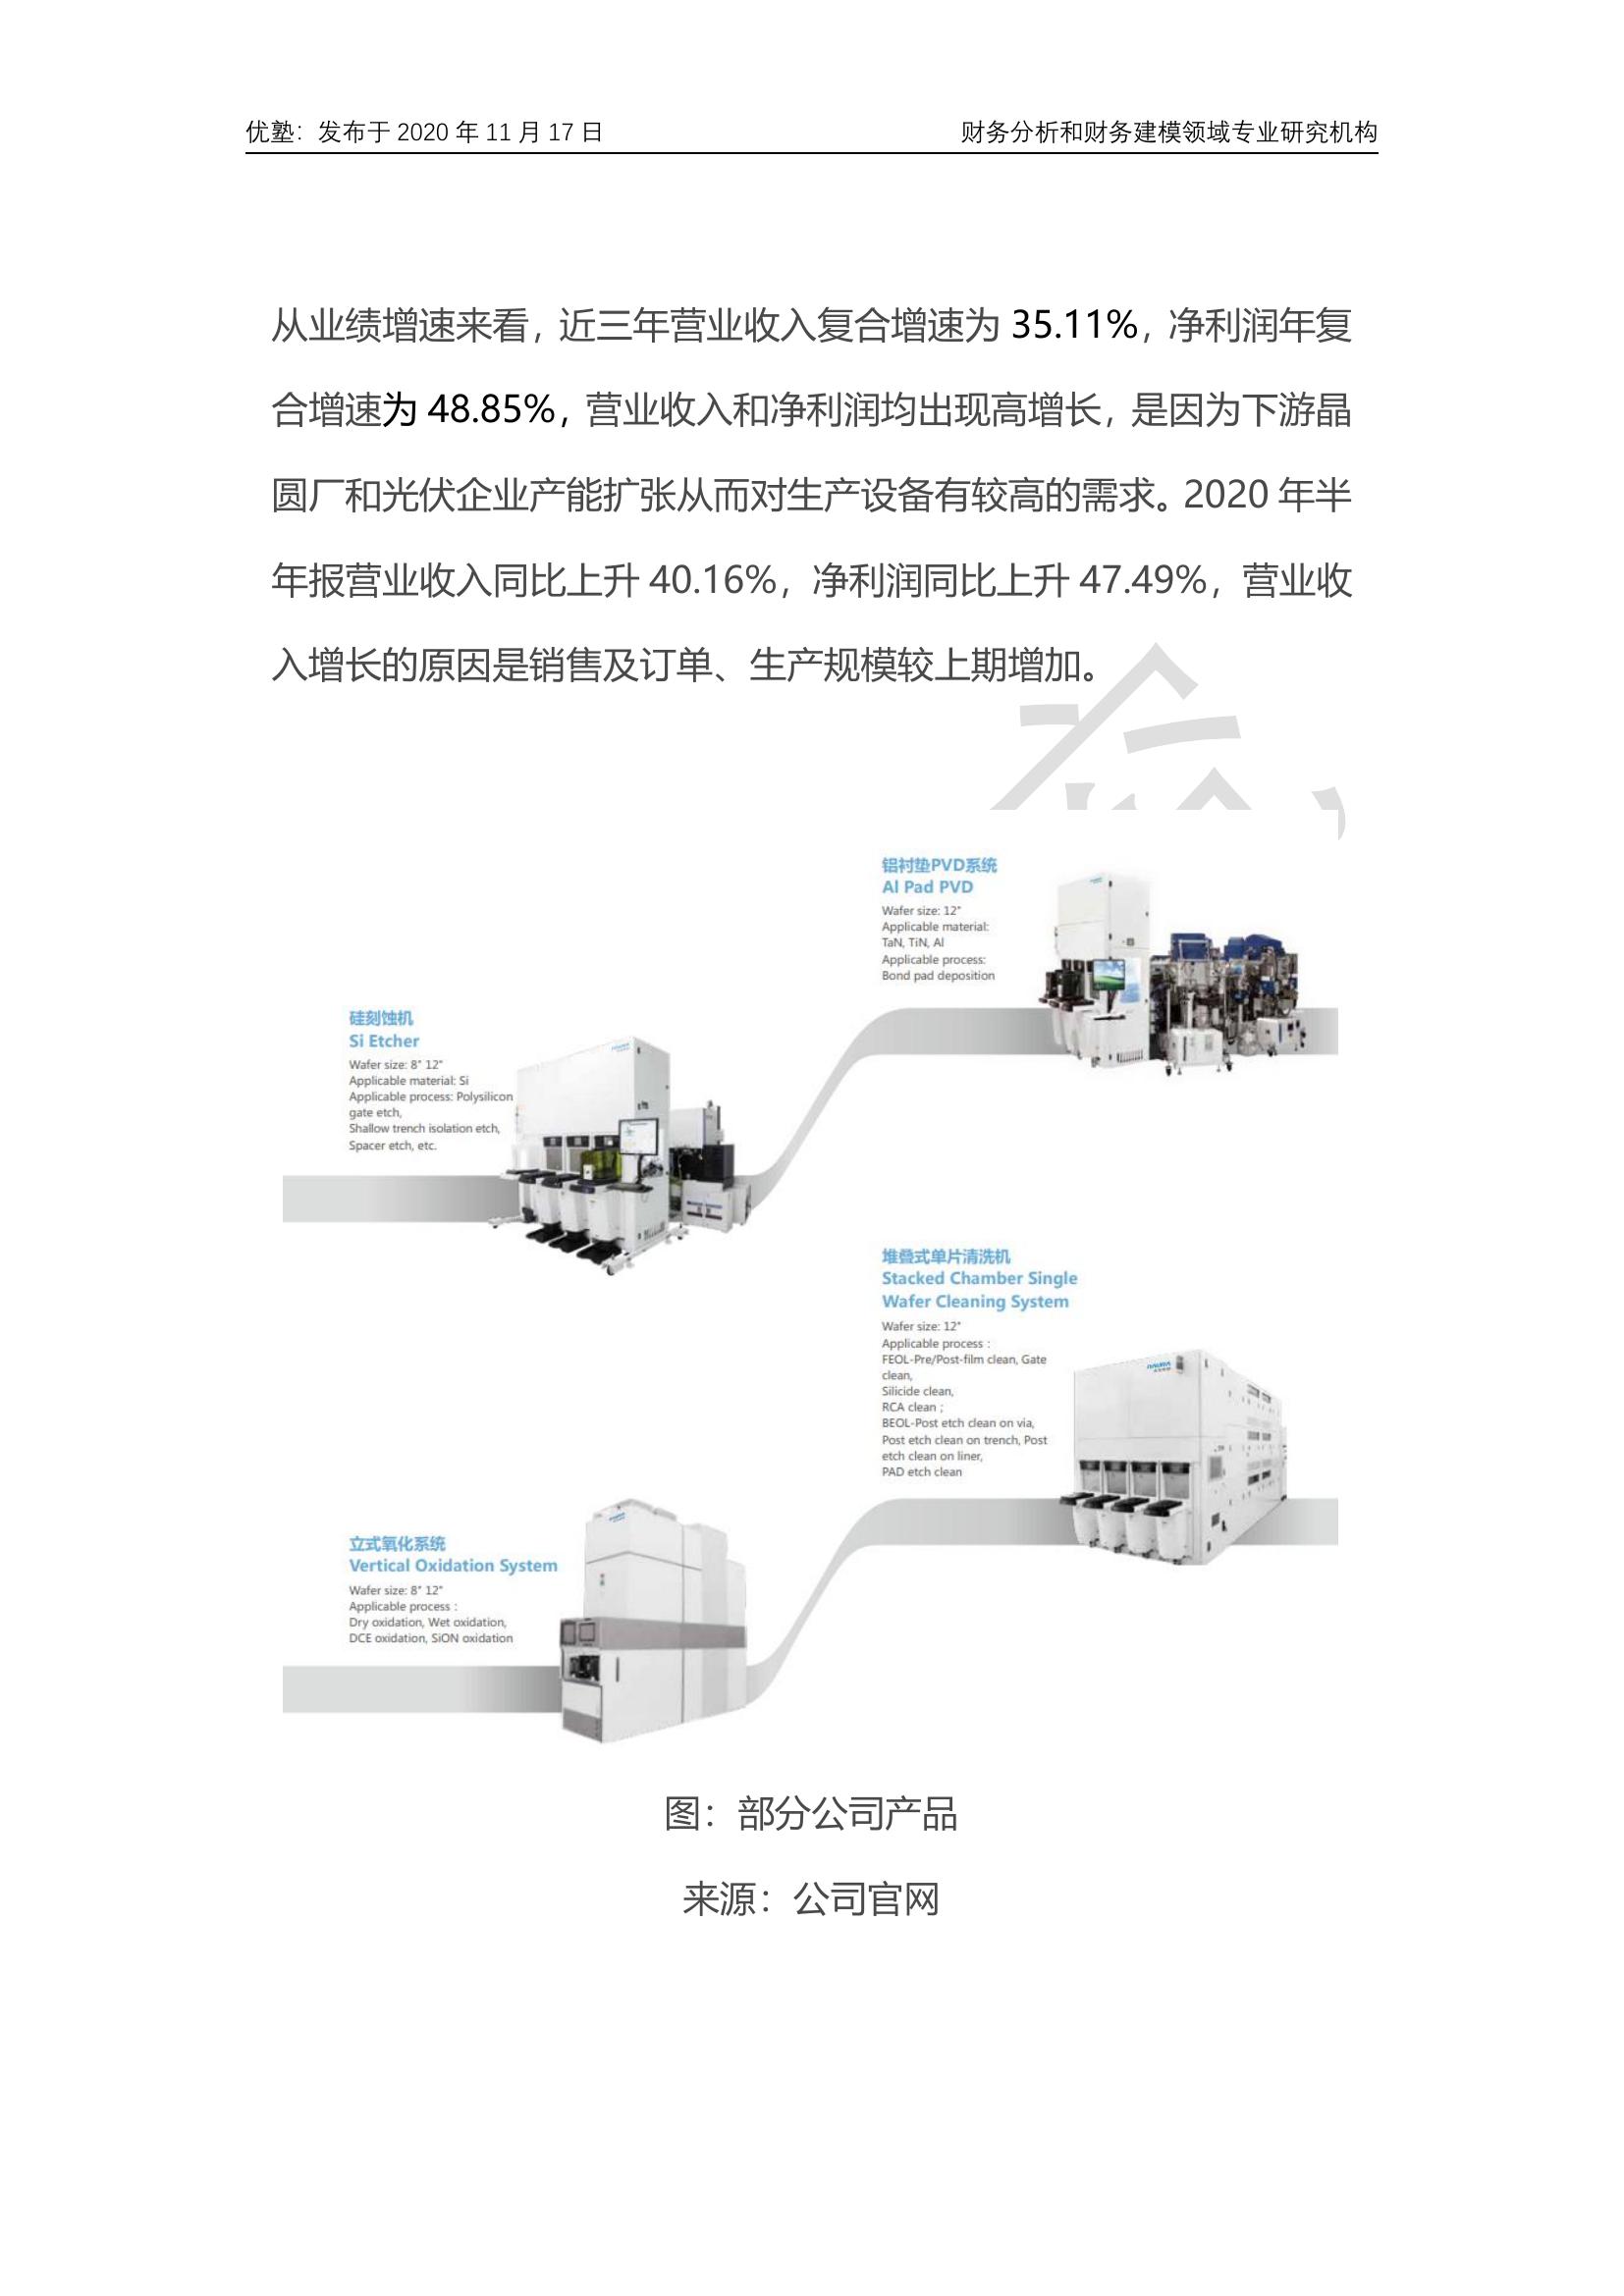 优塾：发布于 2020 年 11 月 17 日
财务分析和财务建模领域专业研究机构
从业绩增速来看，近三年营业收入复合增速为 35.11%，净利润年复
合增速为 48.85%，营业收入和净利润均出现高增长，是因为下游晶
圆厂和光伏企业产能扩张从而对生产设备有较高的需求。2020 年半
年报营业收入同比上升 40.16%，净利润同比上升 47.49%，营业收
入增长的原因是销售及订单、生产规模较上期增加。
铝衬垫PVD系统
Al Pad PVD
Wafer size: 12"
Applicable material:
TaN, TiN, Al
Applicable process:
Bond pad deposition
硅刻蚀机
Si Etcher
Wafer size: 8" 12"
Applicable material: Si
Applicable process: Polysilicon
gate etch,
Shallow trench isolation etch,
Spacer etch, etc.
堆叠式单片清洗机
Stacked Chamber Single
Wafer Cleaning System
Wafer size: 12"
Applicable process :
FEOL-Pre/Post-film clean, Gate
clean,
Silicide clean,
RCA clean ;
BEOL-Post etch clean on via,
Post etch clean on trench, Post
etch clean on liner,
PAD etch clean
立式氧化系统
Vertical Oxidation System
Wafer size: 8" 12"
Applicable process :
Dry oxidation, Wet oxidation,
DCE oxidation, SiON oxidation
图：部分公司产品
来源：公司官网